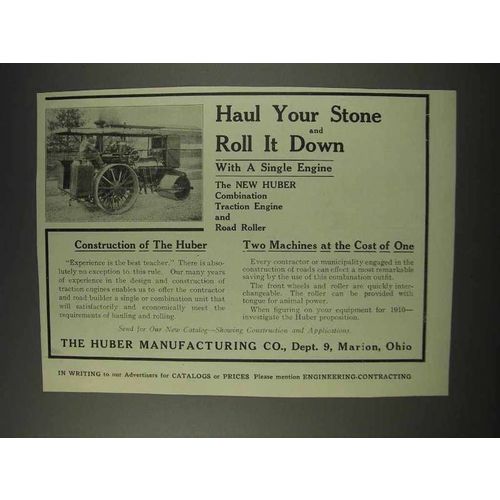 Haul Your Stone
and
Roll It Down
With A Single Engine
The NEW HUBER
Combination
Traction Engine
and
Road Roller
Construction of The Huber
"Experience is the best teacher." There is abso-
lutely no exception to this rule. Our many years
of experience in the design and construction of
traction engines enables us to offer the contractor
and road builder a single or combination unit that
will satisfactorily and economically meet the
requirements of hauling and rolling.
Two Machines at the Cost of One
Every contractor or municipality engaged in the
construction of roads can effect a most remarkable
saving by the use of this combination outfit.
The front wheels and roller are quickly inter-
changeable. The roller can be provided with
tongue for animal power.
When figuring on your equipment for 1910—
investigate the Huber proposition.
Send for Our New Catalog—Showing Construction and Applications.
THE HUBER MANUFACTURING CO., Dept. 9, Marion, Ohio
IN WRITING to our Advertisers for CATALOGS or PRICES Please mention ENGINEERING-CONTRACTING